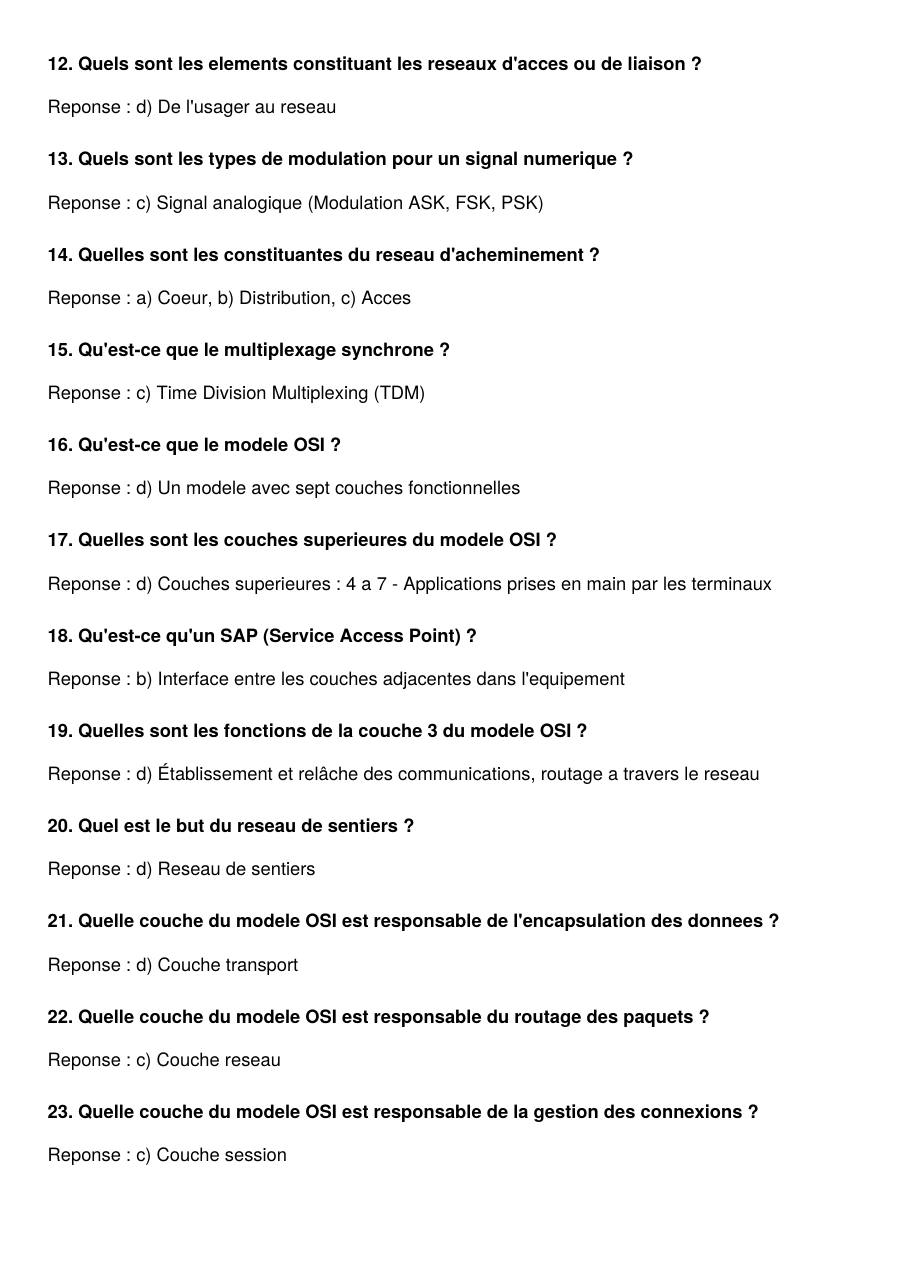 12. Quels sont les elements constituant les reseaux d'acces ou de liaison ?
Reponse : d) De l'usager au reseau
13. Quels sont les types de modulation pour un signal numerique ?
Reponse : c) Signal analogique (Modulation ASK, FSK, PSK)
14. Quelles sont les constituantes du reseau d'acheminement ?
Reponse : a) Coeur, b) Distribution, c) Acces
15. Qu'est-ce que le multiplexage synchrone ?
Reponse : c) Time Division Multiplexing (TDM)
16. Qu'est-ce que le modele OSI ?
Reponse : d) Un modele avec sept couches fonctionnelles
17. Quelles sont les couches superieures du modele OSI ?
Reponse : d) Couches superieures : 4 a 7 - Applications prises en main par les terminaux
18. Qu'est-ce qu'un SAP (Service Access Point) ?
Reponse : b) Interface entre les couches adjacentes dans l'equipement
19. Quelles sont les fonctions de la couche 3 du modele OSI ?
Reponse : d) Établissement et relâche des communications, routage a travers le reseau
20. Quel est le but du reseau de sentiers ?
Reponse : d) Reseau de sentiers
21. Quelle couche du modele OSI est responsable de l'encapsulation des donnees ?
Reponse : d) Couche transport
22. Quelle couche du modele OSI est responsable du routage des paquets ?
Reponse : c) Couche reseau
23. Quelle couche du modele OSI est responsable de la gestion des connexions ?
Reponse : c) Couche session